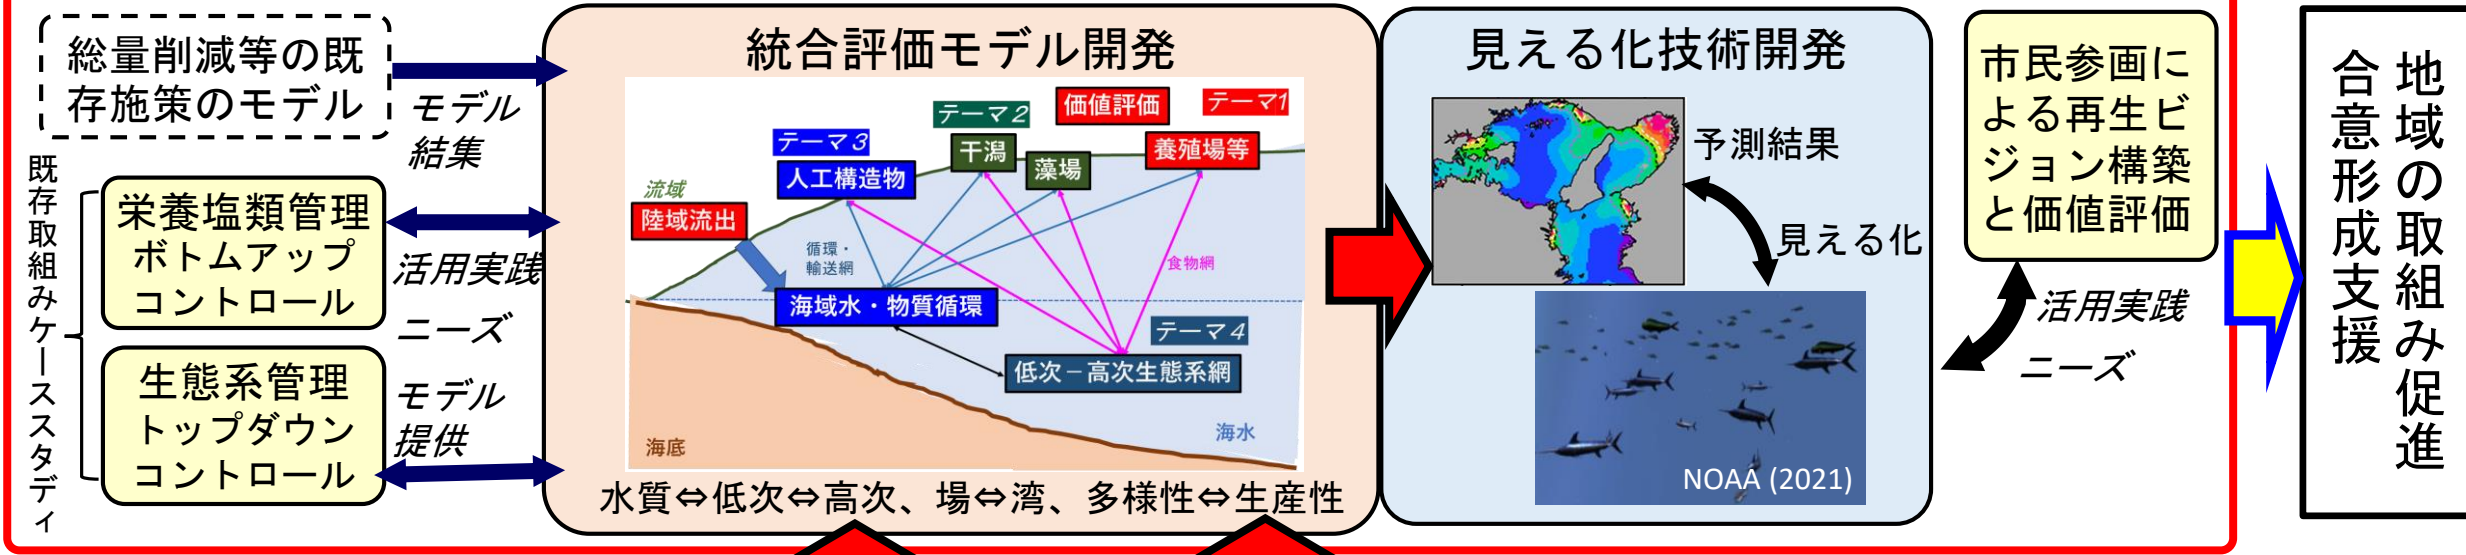 総量削減等の既
存施策のモデル
モデル
結集
既存取組みケーススタディ
栄養塩類管理
ボトムアップ
コントロール
活用実践
ニーズ
生態系管理
トップダウン
コントロール
モデル
提供
統合評価モデル開発
価値評価
テーマ1
テーマ2
テーマ3
干潟
養殖場等
人工構造物
藻場
流域
陸域流出
循環・
輸送網
食物網
海域水・物質循環
テーマ4
低次－高次生態系網
海水
海底
水質⇔低次⇔高次、場⇔湾、多様性⇔生産性
見える化技術開発
予測結果
見える化
NOAA (2021)
市民参画に
よる再生ビ
ジョン構築
と価値評価
活用実践
ニーズ
地域の取組み促進
合意形成支援